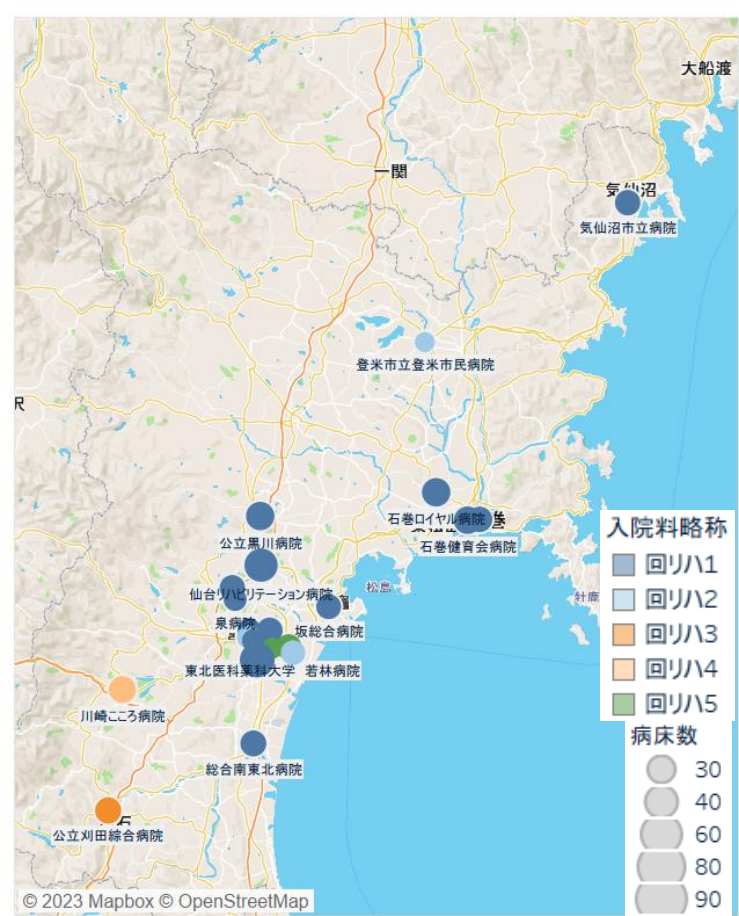 大船渡
一関
気仙沼
気仙沼市立病院
登米市立登米市民病院
沢
石巻ロイヤル病院
巻
石巻健育会病院
公立黒川病院
仙台リハビリテーション病院
松島
牡鹿
泉病院
坂総合病院
東北医科薬科大学
若林病院
川崎こころ病院
総合南東北病院
石
公立刈田綜合病院
入院料略称
回リハ1
回リハ2
回リハ3
回リハ4
回リハ5
病床数
30
40
60
80
90
© 2023 Mapbox © OpenStreetMap